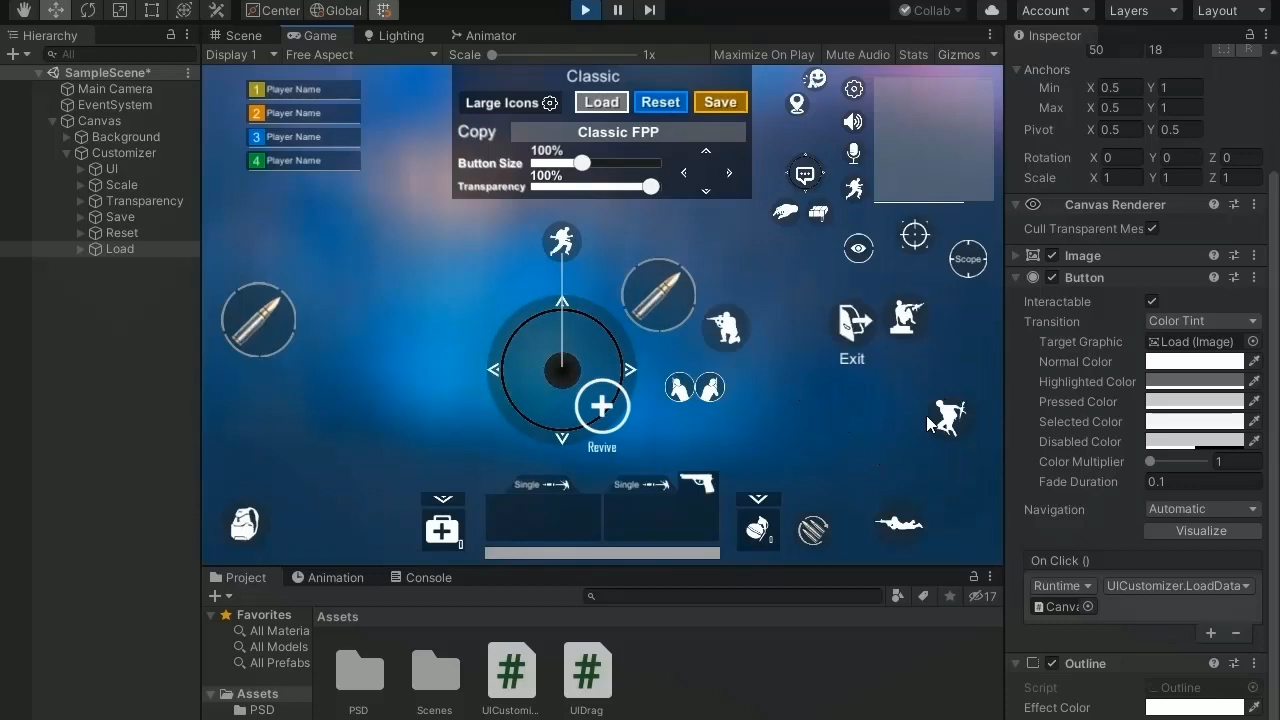 Center
Global
Collab
Account
Layers
Layout
Hierarchy
All
SampleScene*
Main Camera
EventSystem
Canvas
Background
Customizer
UI
Scale
Transparency
Save
Reset
Load
Scene
Game
Lighting
Animator
Display 1
Free Aspect
Scale
1x
Maximize On Play
Mute Audio
Stats
Gizmos
1 Player Name
2 Player Name
3 Player Name
4 Player Name
Classic
Large Icons
Load
Reset
Save
Copy
Classic FPP
100%
Button Size
100%
Transparency
Scope
Exit
Revive
Single
Single
0
0
Project
Animation
Console
17
Favorites
All Materia
All Models
All Prefabs
Assets
PSD
Assets
PSD
Scenes
UICustomi...
UIDrag
Inspector
50 18
R
Anchors
Min X 0.5 Y 1
Max X 0.5 Y 1
Pivot X 0.5 Y 0.5
Rotation X 0 Y 0 Z 0
Scale X 1 Y 1 Z 1
Canvas Renderer
Cull Transparent Mes
Image
Button
Interactable
Transition Color Tint
Target Graphic Load (Image)
Normal Color
Highlighted Color
Pressed Color
Selected Color
Disabled Color
Color Multiplier 1
Fade Duration 0.1
Navigation Automatic
Visualize
On Click ()
Runtime UICustomizer.LoadData
Canva
Outline
Script Outline
Effect Color